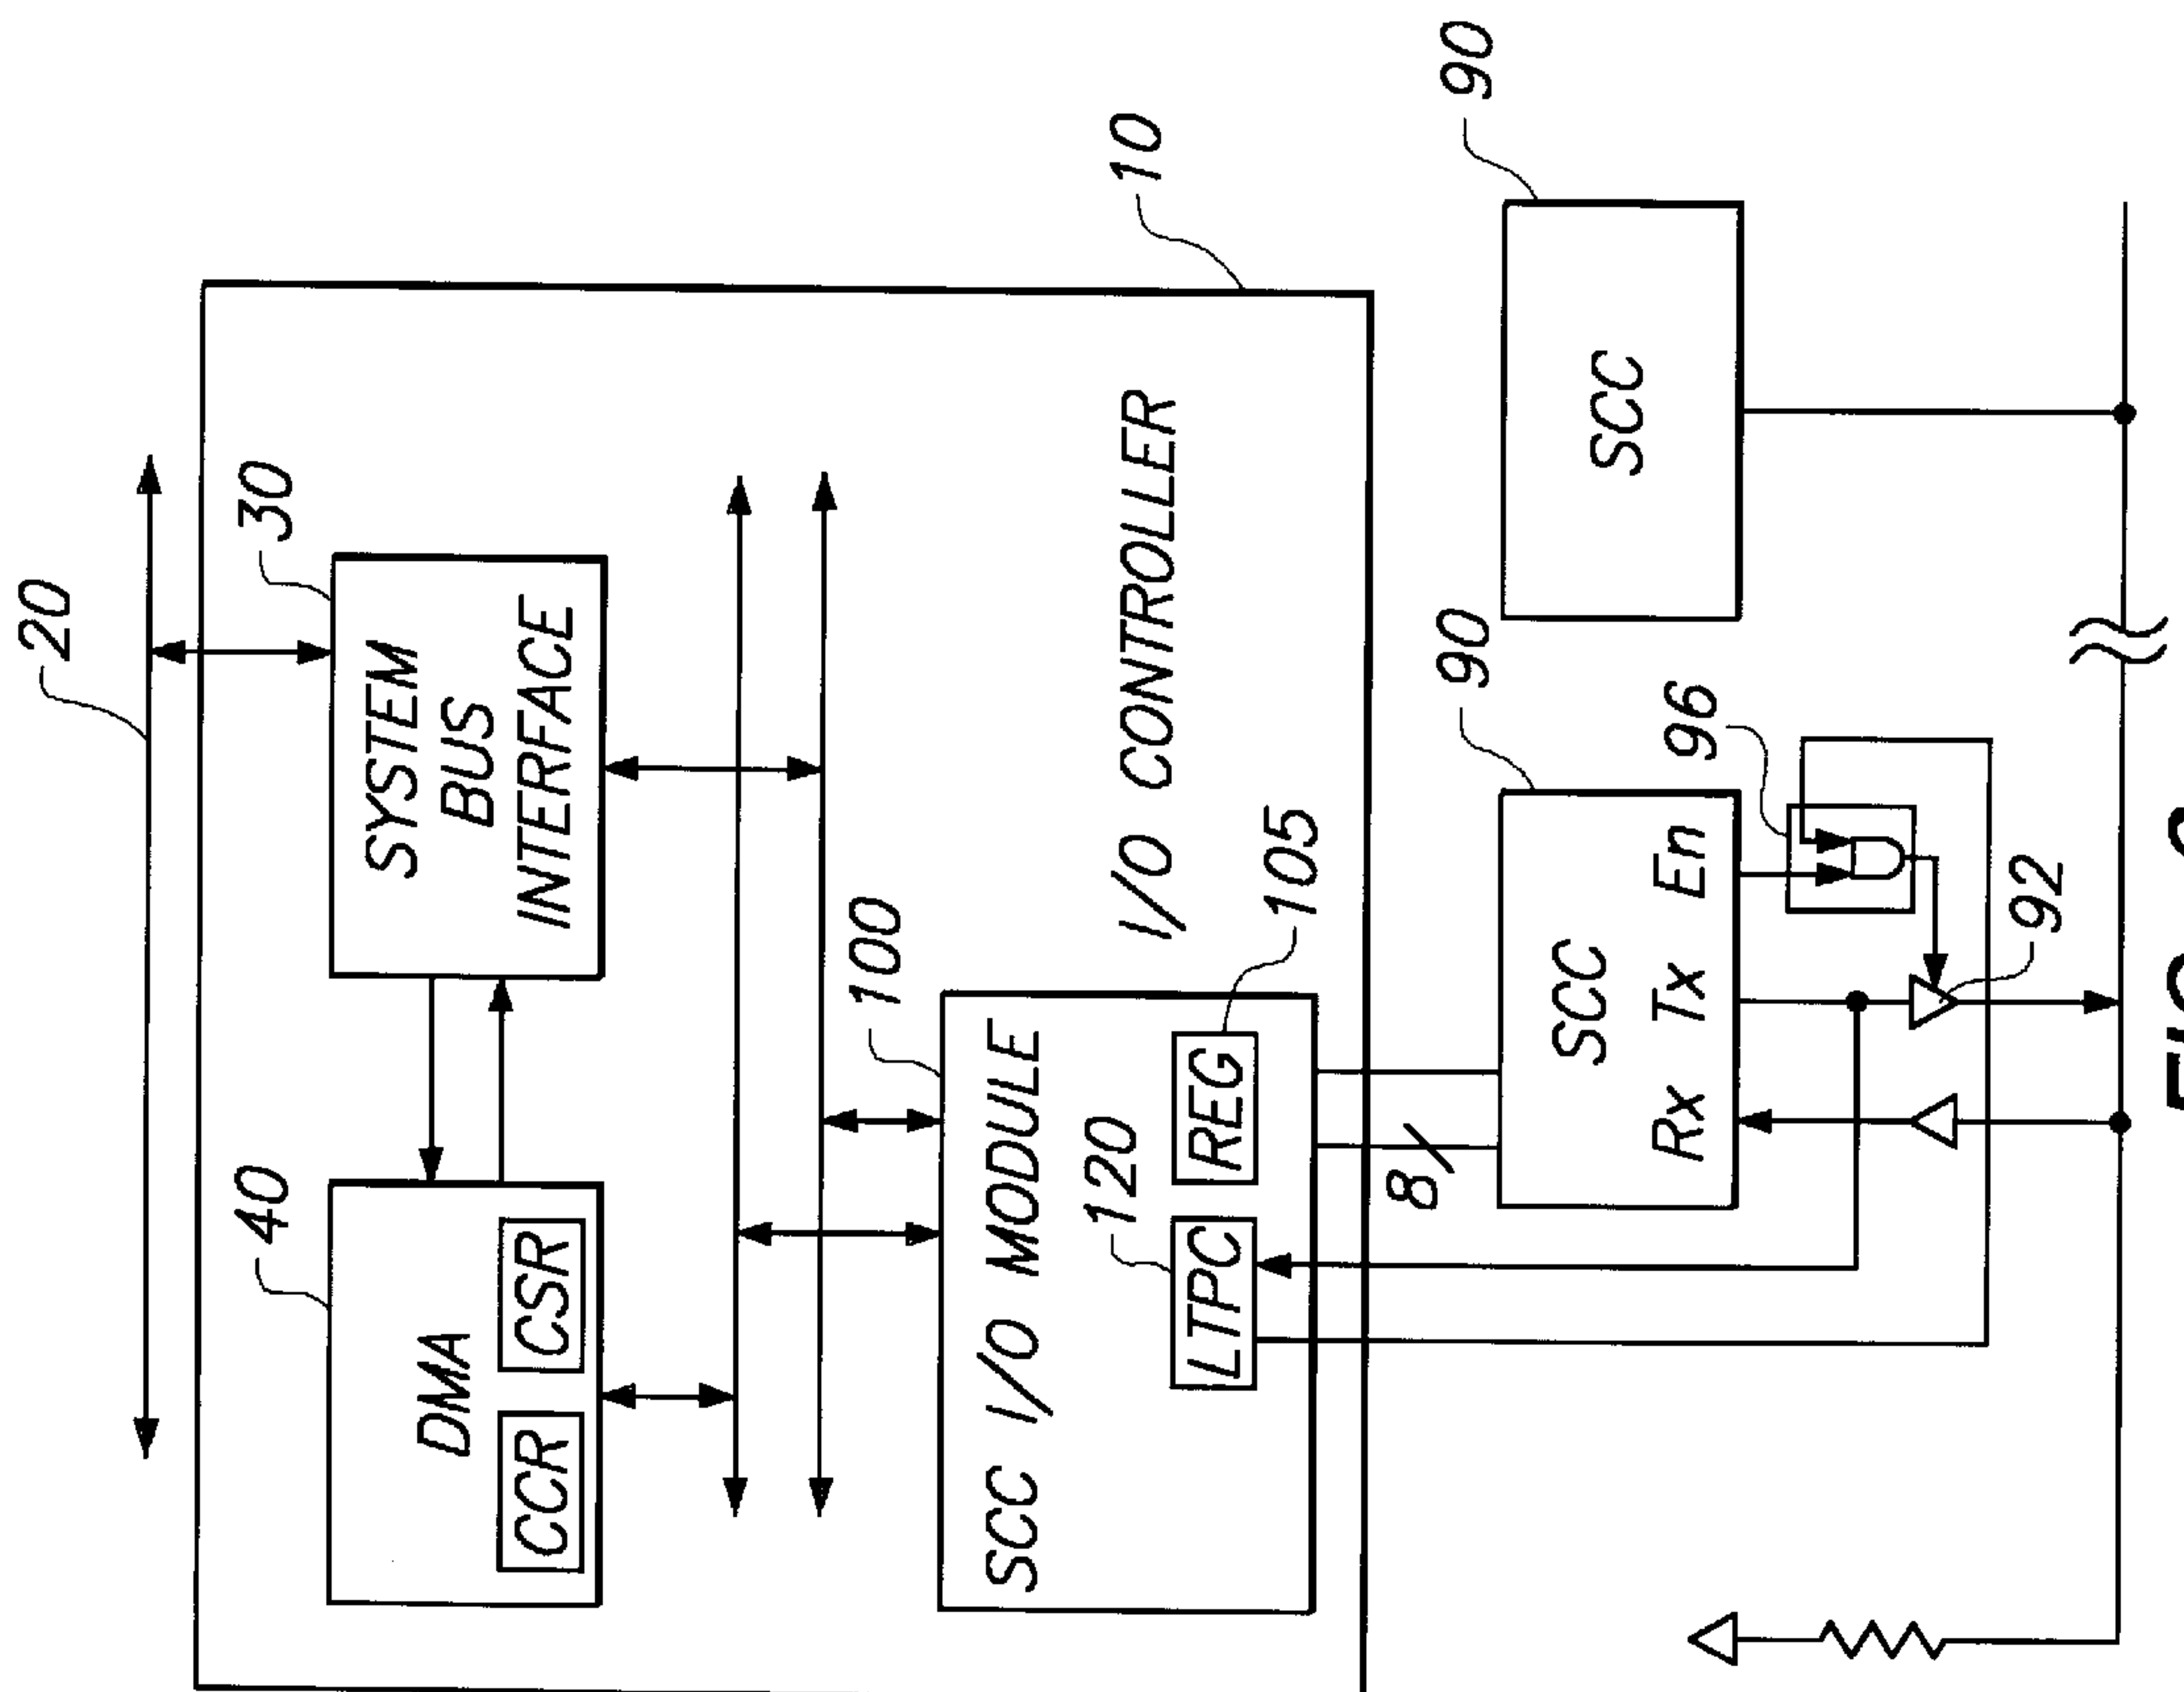 20
30
SYSTEM
BUS
INTERFACE
40
DMA
CCR
CSR
10
I/O CONTROLLER
100
SCC I/O MODULE
120
LTPC
105
REG
8
90
SCC
Rx Tx En
96
92
90
SCC